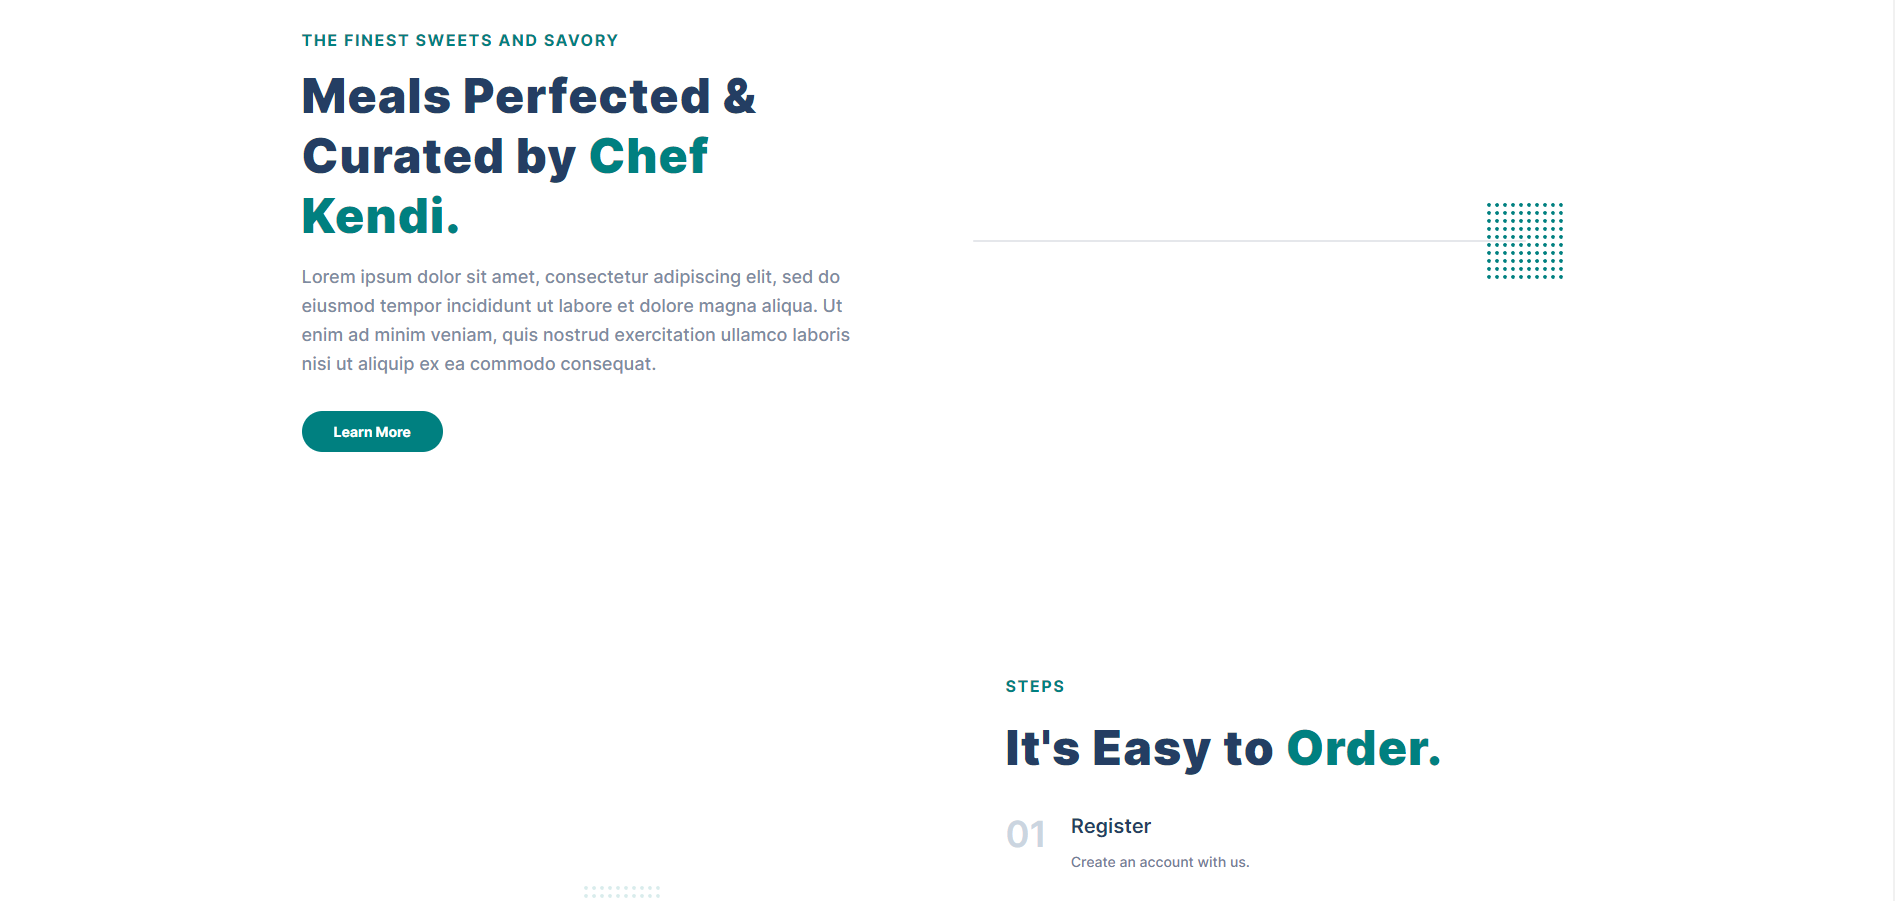 THE FINEST SWEETS AND SAVORY
Meals Perfected &
Curated by Chef
Kendi.
Lorem ipsum dolor sit amet, consectetur adipiscing elit, sed do
eiusmod tempor incididunt ut labore et dolore magna aliqua. Ut
enim ad minim veniam, quis nostrud exercitation ullamco laboris
nisi ut aliquip ex ea commodo consequat.
Learn More
STEPS
It's Easy to Order.
01
Register
Create an account with us.